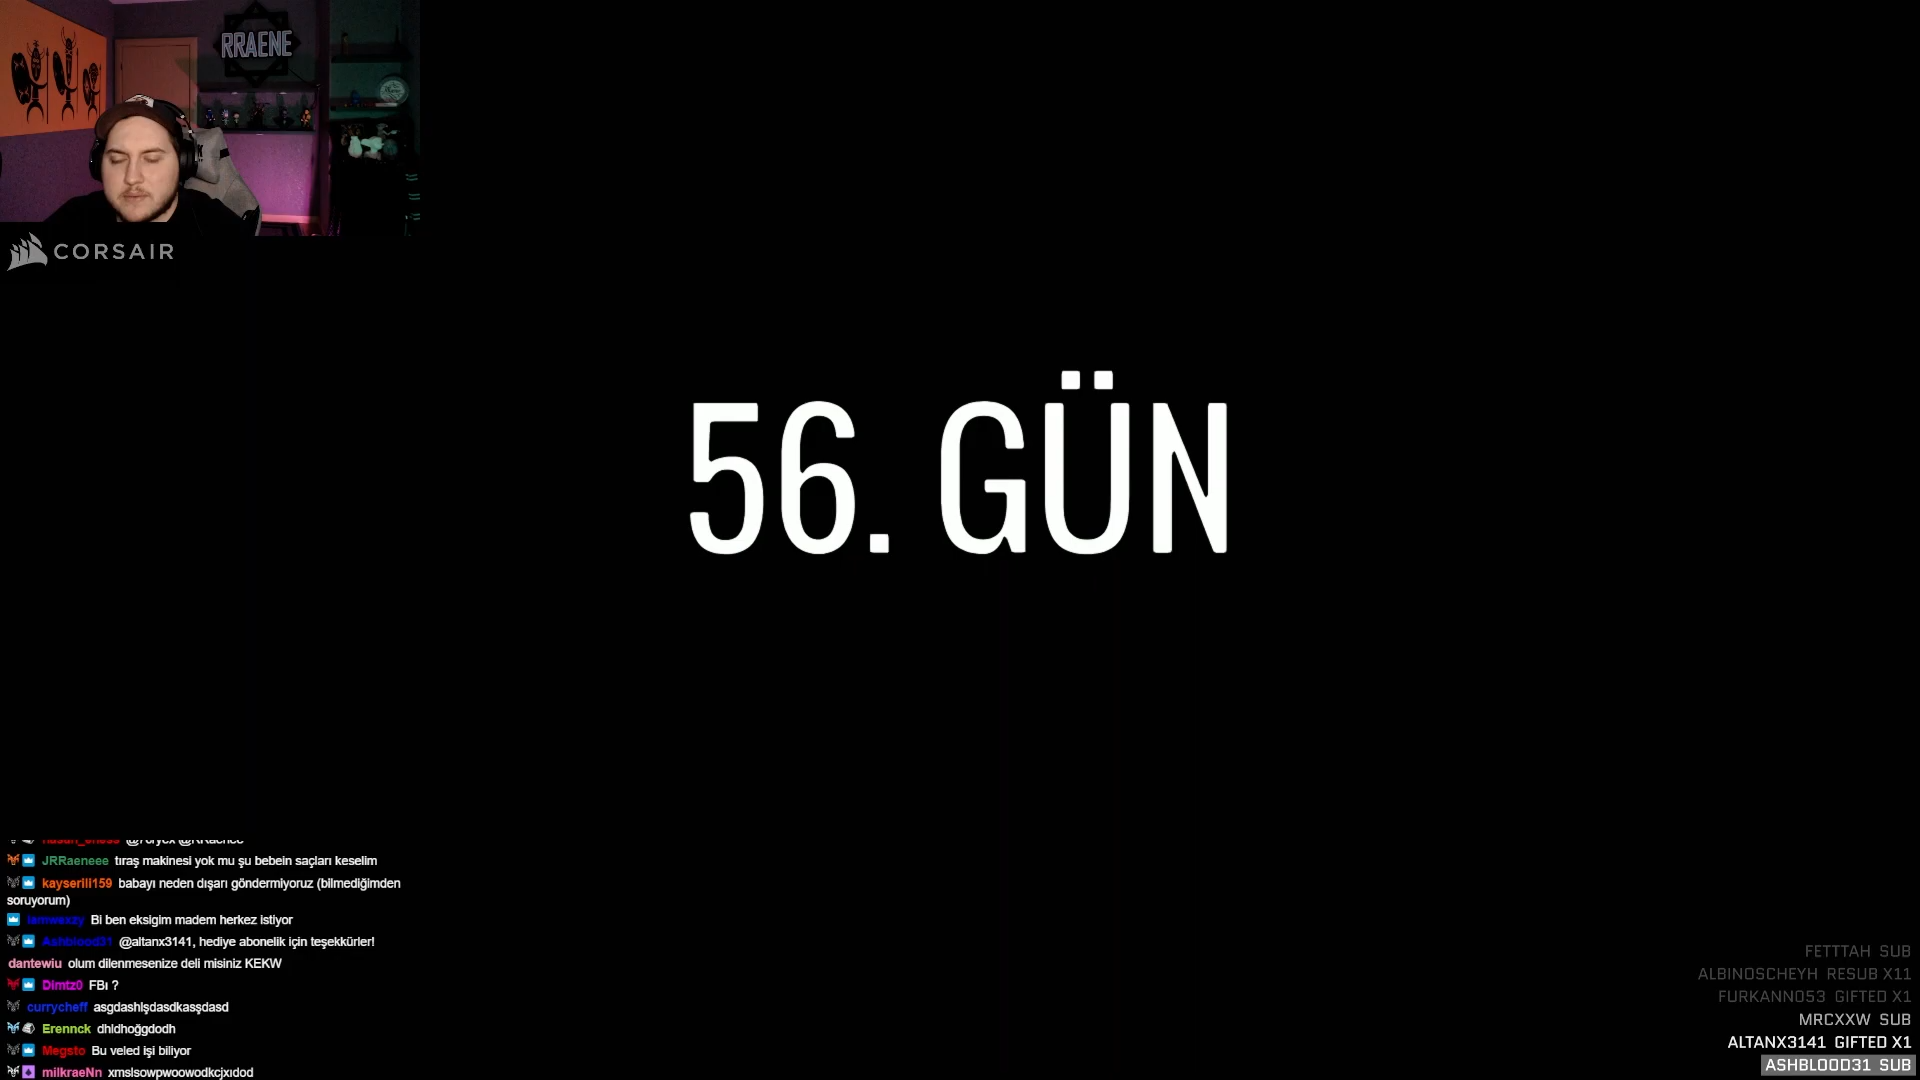 RRAENE
CORSAIR
56. GÜN
JRRaeneee tıraş makinesi yok mu şu bebein saçları keselim
kayserili159 babayı neden dışarı göndermiyoruz (bilmediğimden
soruyorum)
iamwexzy Bi ben eksigim madem herkez istiyor
Ashblood31 @altanx3141, hediye abonelik için teşekkürler!
dantewiu olum dilenmesenize deli misiniz KEKW
Dimtz0 FBı ?
currycheff asgdashlşdasdkasşdasd
Erennck dhldhoğgdodh
Megsto Bu veled işi biliyor
milkraeNn xmslsowpwoowodkcjxıdod
FETTTAH SUB
ALBINOSCHEYH RESUB X11
FURKANN053 GIFTED X1
MRCXXW SUB
ALTANX3141 GIFTED X1
ASHBLOOD31 SUB